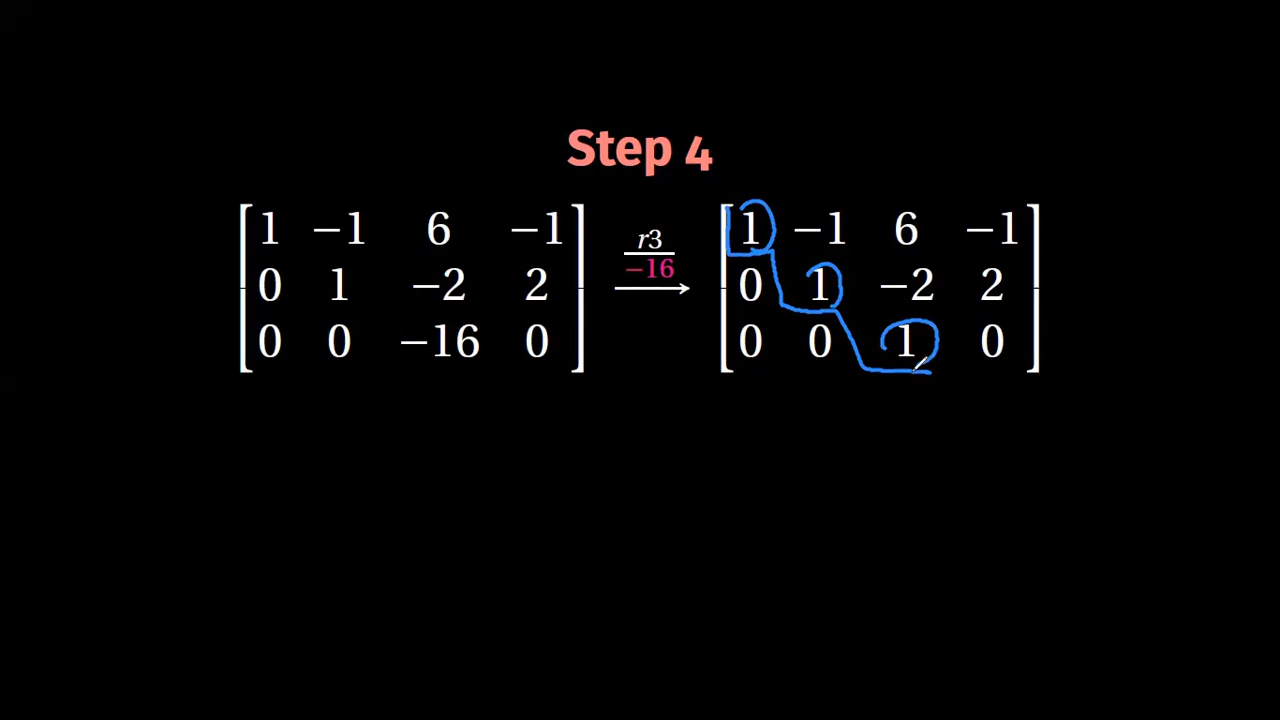 Step 4
1 −1 6 −1 r3 1 −1 6 −1
0 1 −2 2 −16 0 1 −2 2
0 0 −16 0 0 0 1 0